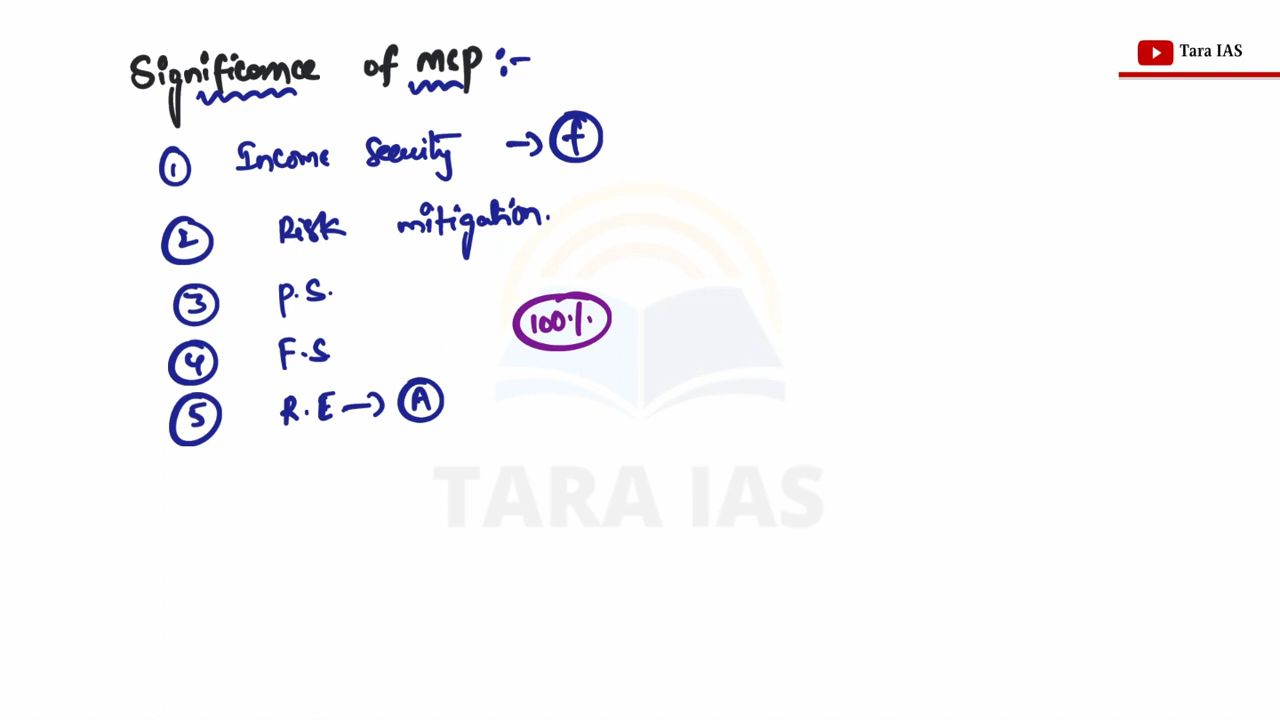 Tara IAS
Significance of MSP :-
1 Income Security → f
2 Risk mitigation.
3 P.S.
100%
4 F.S
5 R.E → A
TARA IAS